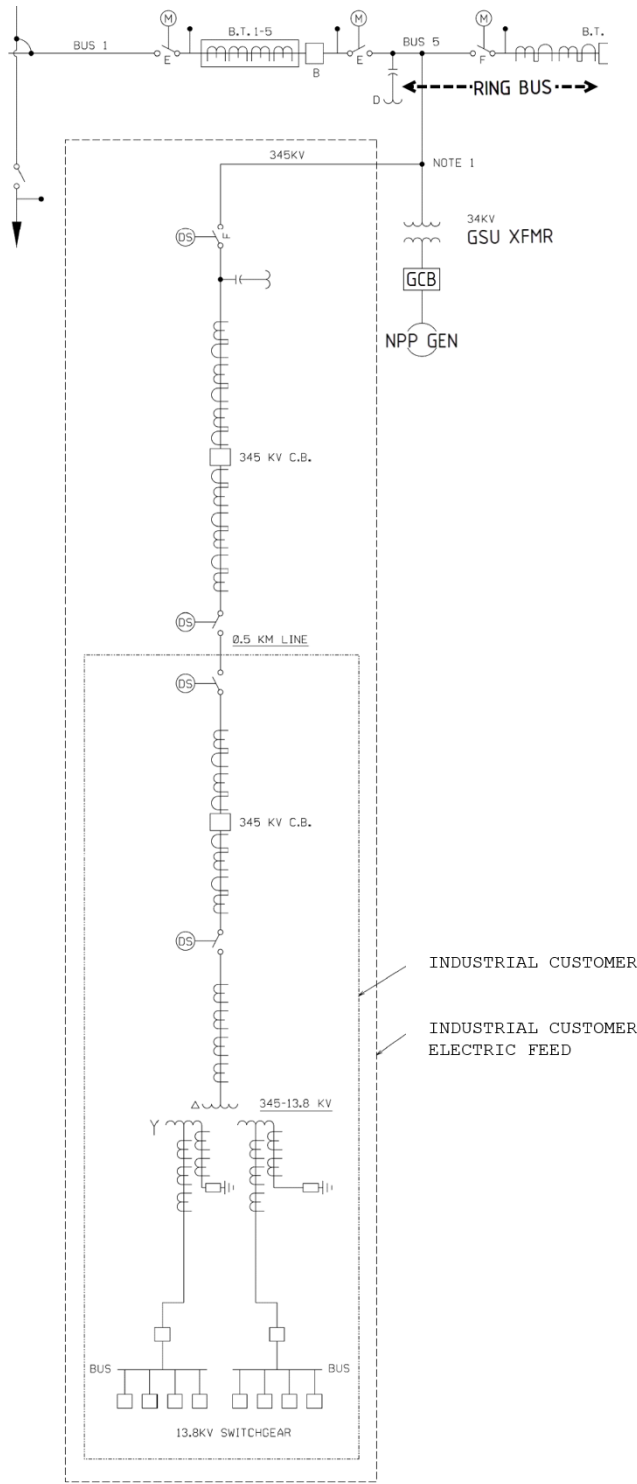 M
M
M
B.T. 1-5
B.T.
BUS 1
E
B
E
BUS 5
F
D
RING BUS
345KV
NOTE 1
DS
F
34KV
GSU XFMR
GCB
NPP GEN
345 KV C.B.
DS
0.5 KM LINE
DS
345 KV C.B.
DS
INDUSTRIAL CUSTOMER
INDUSTRIAL CUSTOMER
ELECTRIC FEED
Δ
345-13.8 KV
Y
BUS
BUS
13.8KV SWITCHGEAR